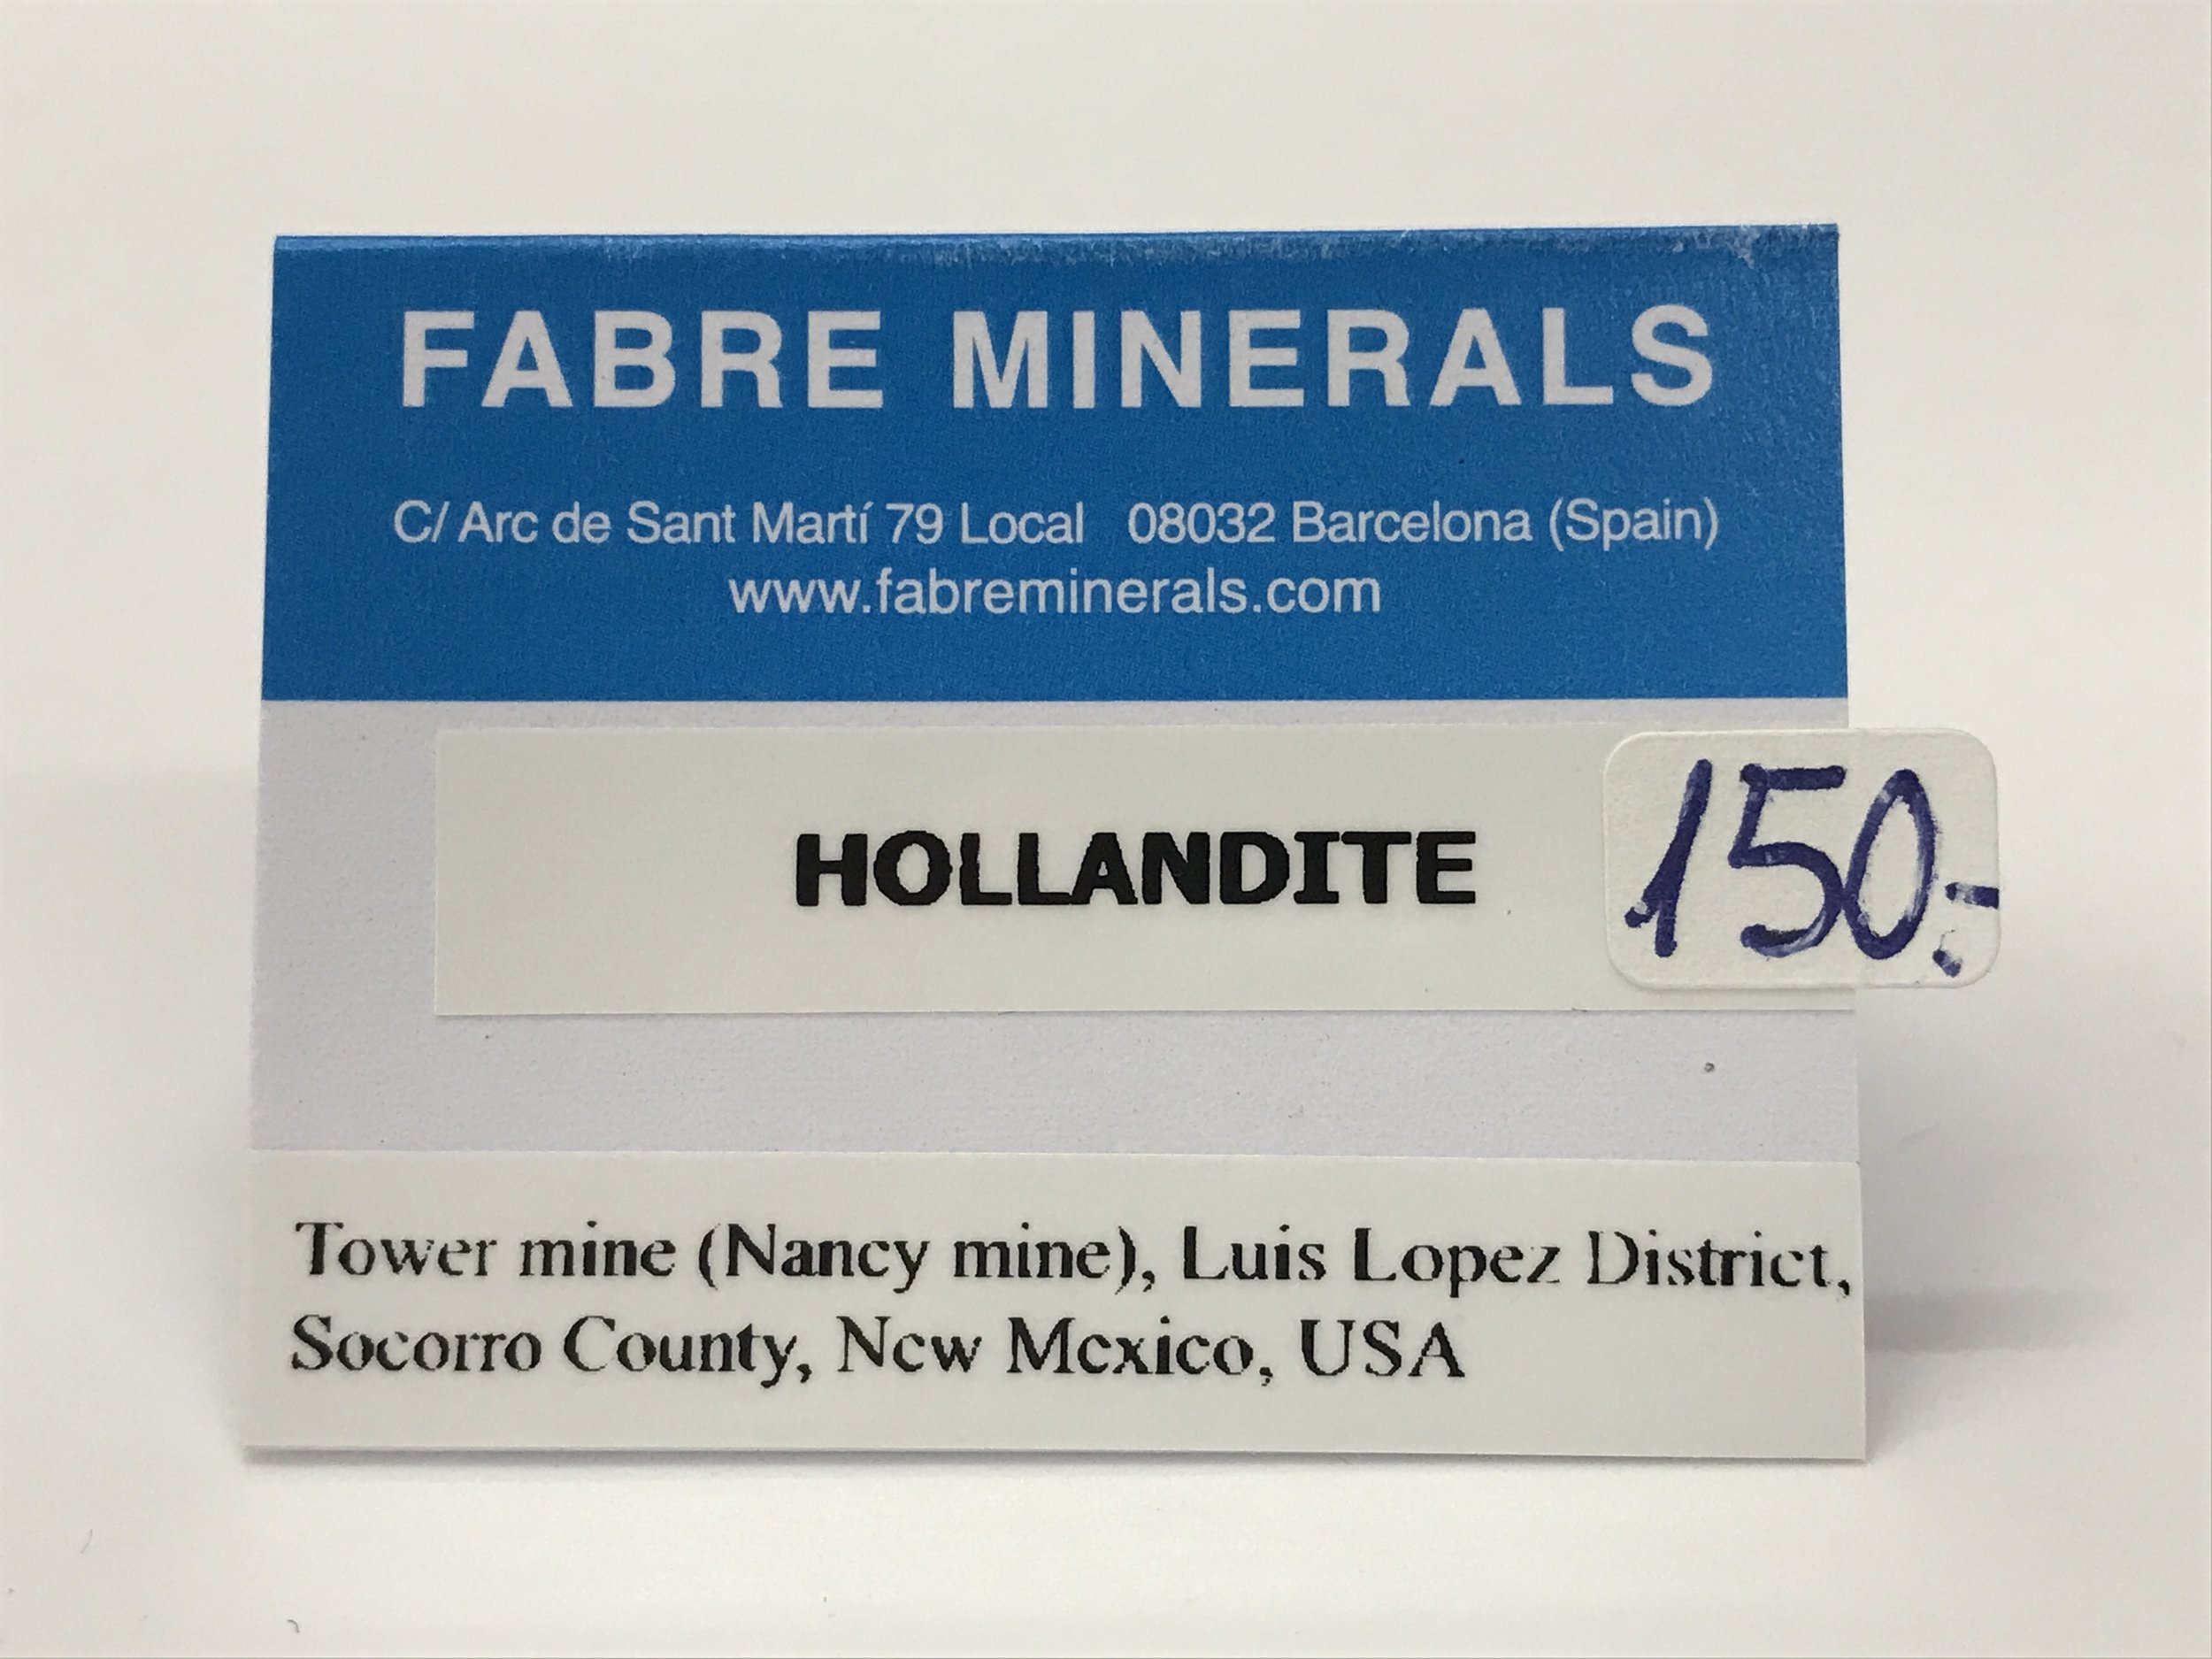 FABRE MINERALS
C/ Arc de Sant Martí 79 Local 08032 Barcelona (Spain)
www.fabreminerals.com
HOLLANDITE
150.-
Tower mine (Nancy mine), Luis Lopez District,
Socorro County, New Mexico, USA